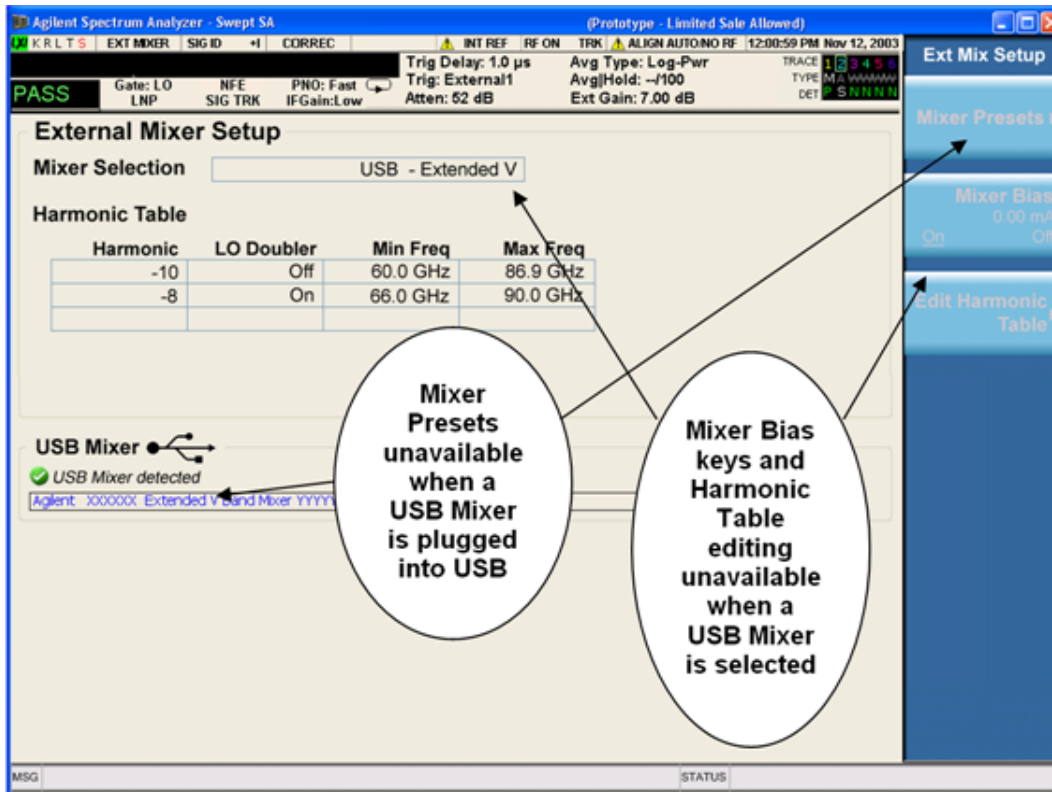 Agilent Spectrum Analyzer - Swept SA (Prototype - Limited Sale Allowed)
LXI K R L T S EXT MIXER SIG ID +I CORREC INT REF RF ON TRK ALIGN AUTO/NO RF 12:00:59 PM Nov 12, 2003
PASS
Gate: LO
LNP
NFE
SIG TRK
PNO: Fast
IFGain:Low
Trig Delay: 1.0 µs
Trig: External1
Atten: 52 dB
Avg Type: Log-Pwr
Avg|Hold: --/100
Ext Gain: 7.00 dB
TRACE 1 2 3 4 5 6
TYPE M A WWWW
DET P S N N N N
Ext Mix Setup
Mixer Presets
Mixer Bias
0.00 mA
On Off
Edit Harmonic
Table
External Mixer Setup
Mixer Selection USB - Extended V
Harmonic Table
Harmonic LO Doubler Min Freq Max Freq
-10 Off 60.0 GHz 86.9 GHz
-8 On 66.0 GHz 90.0 GHz
USB Mixer
USB Mixer detected
Agilent XXXXXX Extended V Band Mixer YYYY
Mixer
Presets
unavailable
when a
USB Mixer
is plugged
into USB
Mixer Bias
keys and
Harmonic
Table
editing
unavailable
when a
USB Mixer
is selected
MSG STATUS